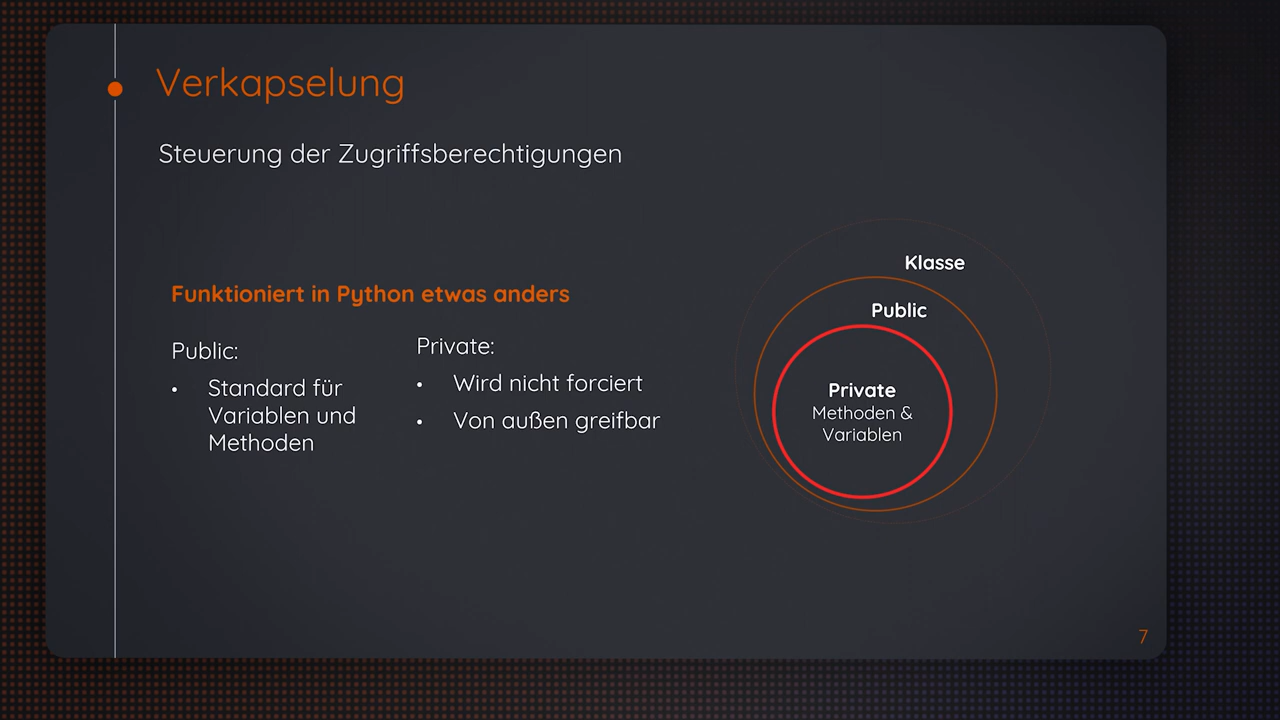 Verkapselung
Steuerung der Zugriffsberechtigungen
Funktioniert in Python etwas anders
Public:
• Standard für
Variablen und
Methoden
Private:
• Wird nicht forciert
• Von außen greifbar
Klasse
Public
Private
Methoden &
Variablen
7